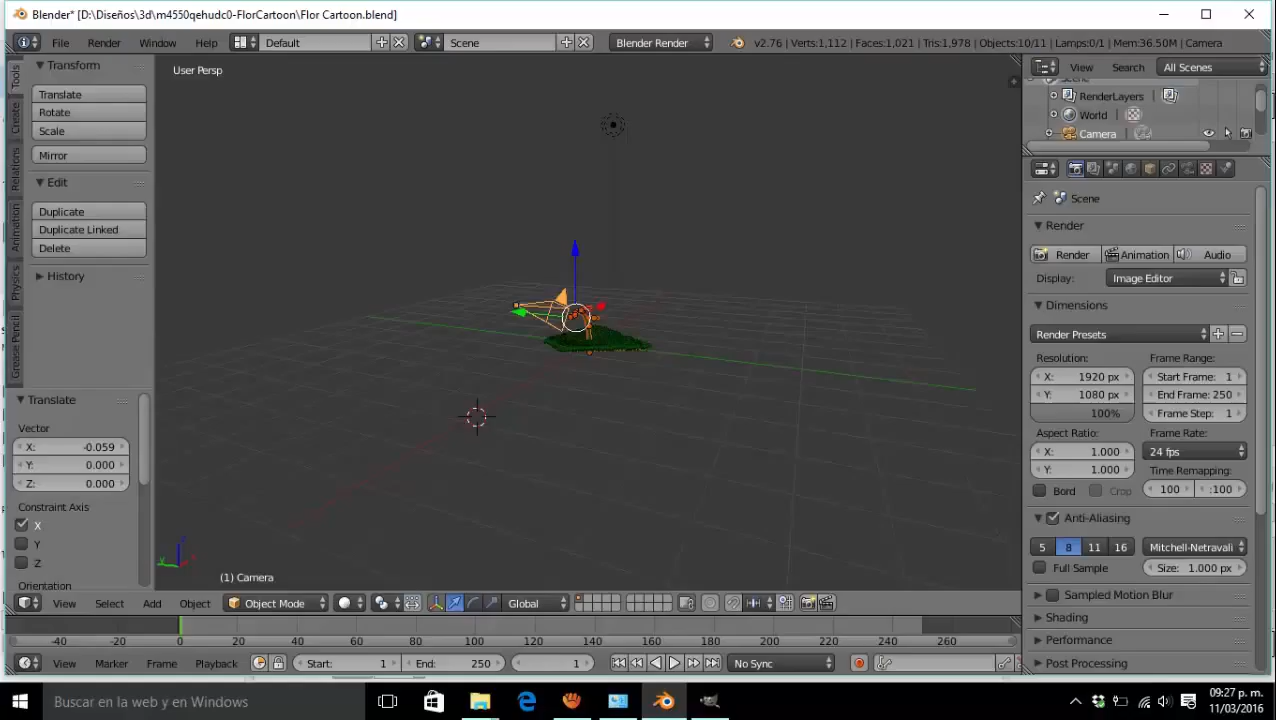 Blender* [D:\Diseños\3d\m4550qehudc0-FlorCartoon\Flor Cartoon.blend]
File Render Window Help Default Scene Blender Render v2.76 | Verts:1,112 | Faces:1,021 | Tris:1,978 | Objects:10/11 | Lamps:0/1 | Mem:36.50M | Camera
Tools
Create
Relations
Animation
Physics
Grease Pencil
Transform
Translate
Rotate
Scale
Mirror
Edit
Duplicate
Duplicate Linked
Delete
History
Translate
Vector
X: -0.059
Y: 0.000
Z: 0.000
Constraint Axis
X
Y
Z
Orientation
User Persp
(1) Camera
View Select Add Object Object Mode Global
-40 -20 0 20 40 60 80 100 120 140 160 180 200 220 240 260
View Marker Frame Playback Start: 1 End: 250 1 No Sync
View Search All Scenes
RenderLayers
World
Camera
Scene
Render
Render Animation Audio
Display: Image Editor
Dimensions
Render Presets
Resolution: Frame Range:
X: 1920 px Start Frame: 1
Y: 1080 px End Frame: 250
100% Frame Step: 1
Aspect Ratio: Frame Rate:
X: 1.000 24 fps
Y: 1.000 Time Remapping:
Bord Crop 100 :100
Anti-Aliasing
5 8 11 16 Mitchell-Netravali
Full Sample Size: 1.000 px
Sampled Motion Blur
Shading
Performance
Post Processing
Buscar en la web y en Windows
09:27 p. m.
11/03/2016